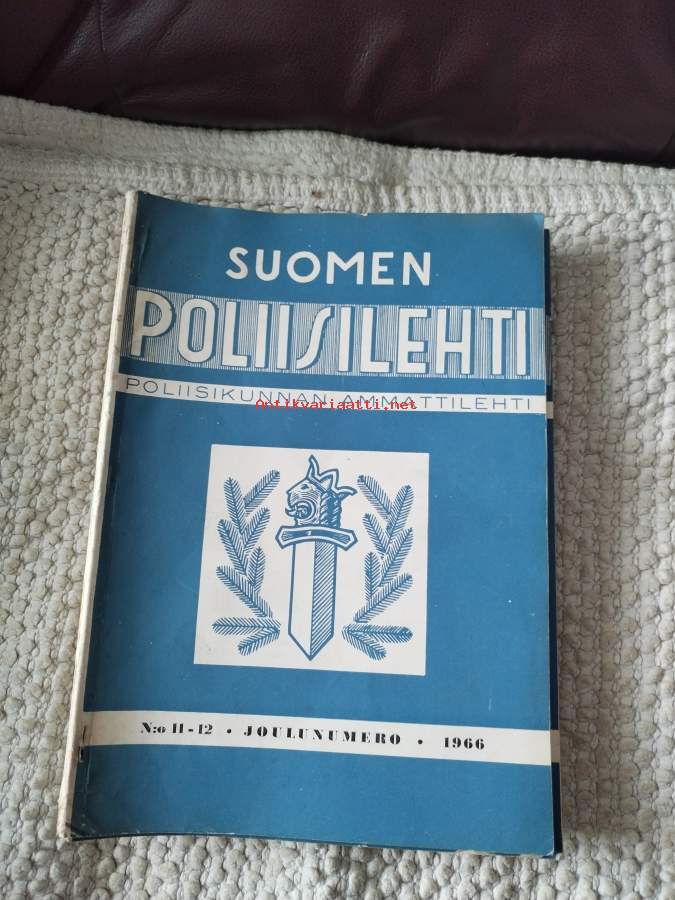 SUOMEN
POLIISILEHTI
POLIISIKUNNAN AMMATTILEHTI
Antikvariaatti.net
N:o 11-12 • JOULUNUMERO • 1966